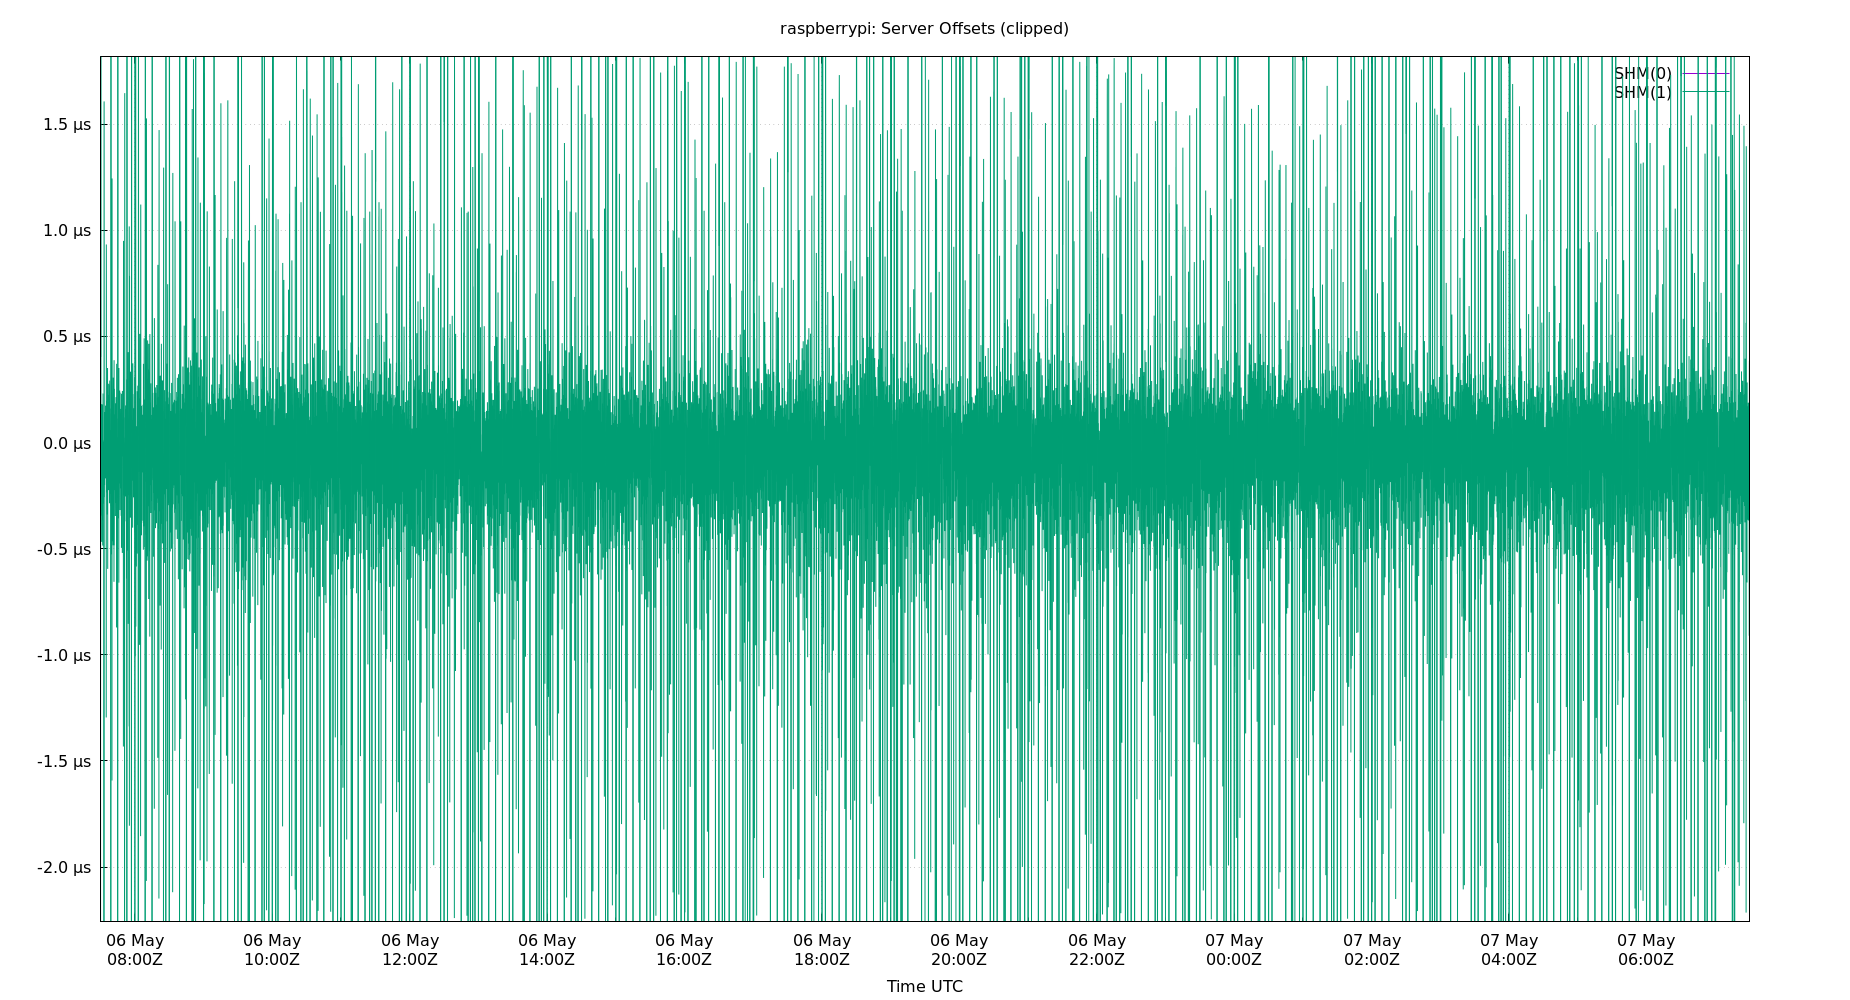 raspberrypi: Server Offsets (clipped)
SHM(0)
SHM(1)
1.5 µs
1.0 µs
0.5 µs
0.0 µs
-0.5 µs
-1.0 µs
-1.5 µs
-2.0 µs
06 May 06 May 06 May 06 May 06 May 06 May 06 May 06 May 07 May 07 May 07 May 07 May
08:00Z 10:00Z 12:00Z 14:00Z 16:00Z 18:00Z 20:00Z 22:00Z 00:00Z 02:00Z 04:00Z 06:00Z
Time UTC